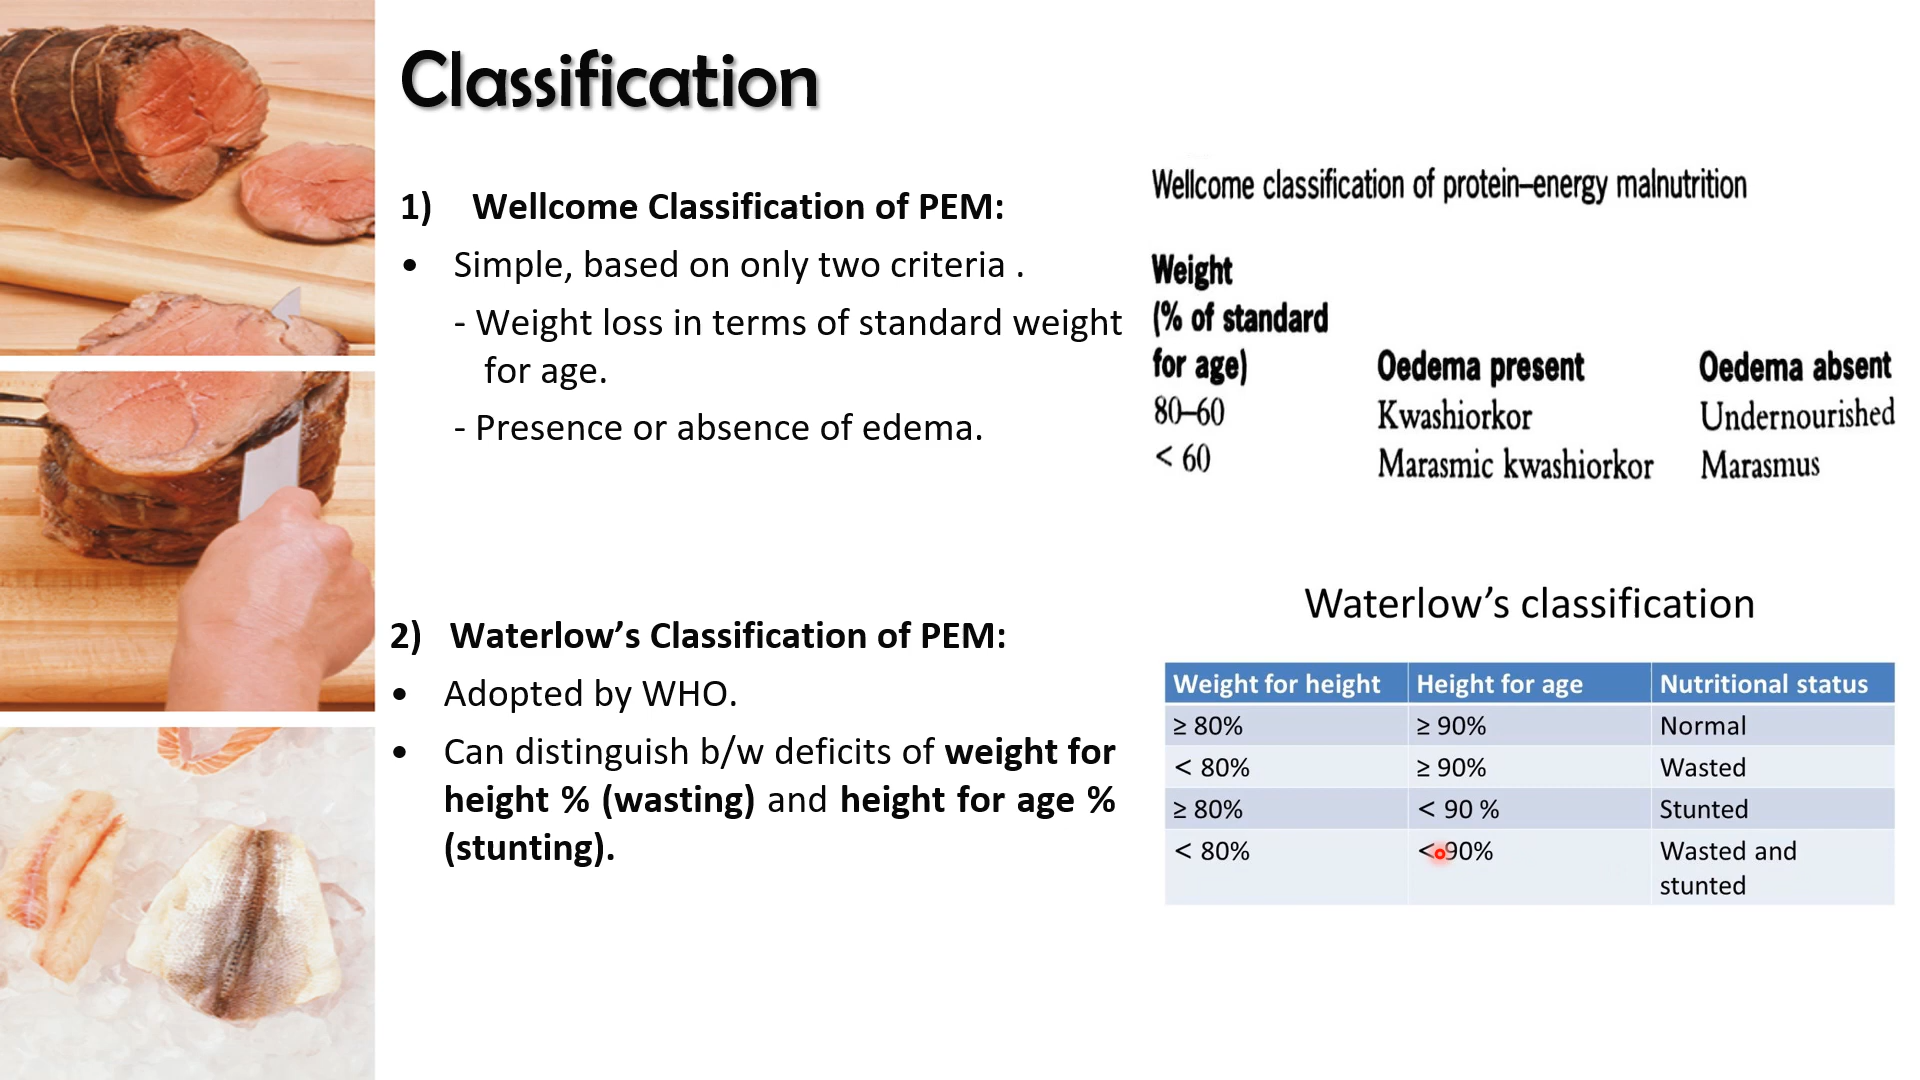 Classification
1) Wellcome Classification of PEM:
• Simple, based on only two criteria .
- Weight loss in terms of standard weight
for age.
- Presence or absence of edema.
2) Waterlow’s Classification of PEM:
• Adopted by WHO.
• Can distinguish b/w deficits of weight for
height % (wasting) and height for age %
(stunting).
Wellcome classification of protein–energy malnutrition
Weight
(% of standard
for age) Oedema present Oedema absent
80–60 Kwashiorkor Undernourished
< 60 Marasmic kwashiorkor Marasmus
Waterlow’s classification
Weight for height Height for age Nutritional status
≥ 80% ≥ 90% Normal
< 80% ≥ 90% Wasted
≥ 80% < 90 % Stunted
< 80% < 90% Wasted and
stunted